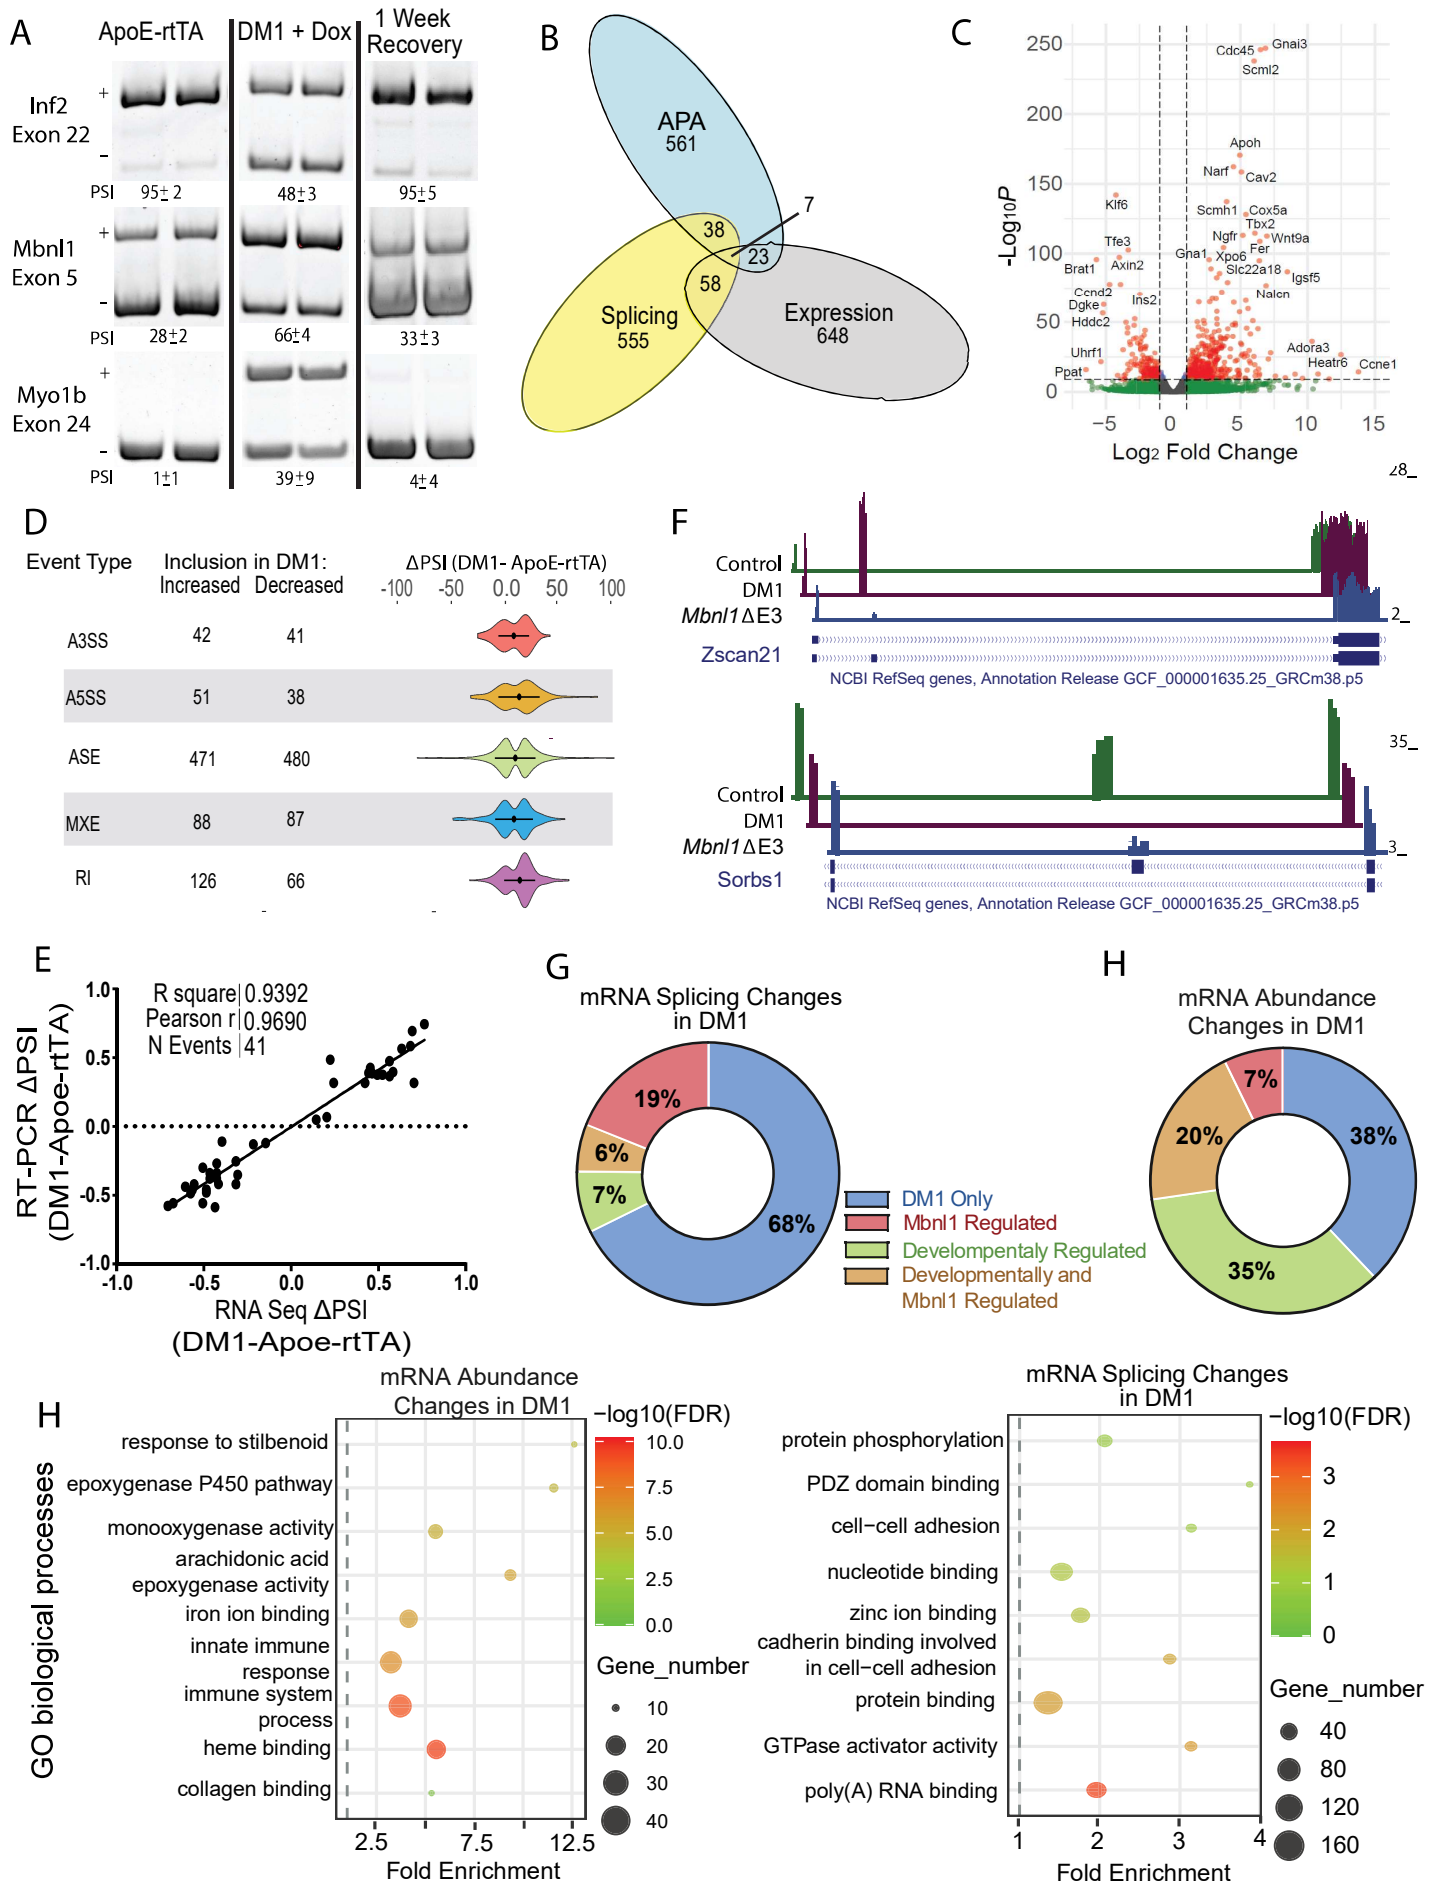 A
ApoE-rtTA
DM1 + Dox
1 Week
Recovery
Inf2
Exon 22
+
−
PSI
95±2
48±3
95±5
Mbnl1
Exon 5
+
−
PSI
28±2
66±4
33±3
Myo1b
Exon 24
+
−
PSI
1±1
39±9
4±4
B
APA
561
38
7
23
58
Splicing
555
Expression
648
C
-Log10P
250
200
150
100
50
0
Cdc45
Gnai3
Scml2
Apoh
Narf
Cav2
Klf6
Scmh1
Cox5a
Tbx2
Ngfr
Wnt9a
Tfe3
Fer
Gna1
Xpo6
Brat1
Axin2
Slc22a18
Igsf5
Ccnd2
Nalcn
Dgke
Ins2
Hddc2
Adora3
Uhrf1
Heatr6
Ppat
Ccne1
−5
0
5
10
15
Log2 Fold Change
D
Event Type
Inclusion in DM1:
Increased
Decreased
ΔPSI (DM1- ApoE-rtTA)
-100
-50
0.0
50
100
A3SS
42
41
A5SS
51
38
ASE
471
480
MXE
88
87
RI
126
66
F
28_
Control
DM1
Mbnl1ΔE3
2_
Zscan21
NCBI RefSeq genes, Annotation Release GCF_000001635.25_GRCm38.p5
35_
Control
DM1
Mbnl1ΔE3
3_
Sorbs1
NCBI RefSeq genes, Annotation Release GCF_000001635.25_GRCm38.p5
E
R square 0.9392
Pearson r 0.9690
N Events 41
RT-PCR ΔPSI
(DM1-Apoe-rtTA)
1.0
0.5
0.0
-0.5
-1.0
-1.0
-0.5
0.0
0.5
1.0
RNA Seq ΔPSI
(DM1-Apoe-rtTA)
G
mRNA Splicing Changes
in DM1
19%
6%
7%
68%
DM1 Only
Mbnl1 Regulated
Develompentaly Regulated
Developmentally and
Mbnl1 Regulated
H
mRNA Abundance
Changes in DM1
7%
20%
38%
35%
H
GO biological processes
mRNA Abundance
Changes in DM1
response to stilbenoid
epoxygenase P450 pathway
monooxygenase activity
arachidonic acid
epoxygenase activity
iron ion binding
innate immune
response
immune system
process
heme binding
collagen binding
2.5
7.5
12.5
Fold Enrichment
−log10(FDR)
10.0
7.5
5.0
2.5
0.0
Gene_number
10
20
30
40
mRNA Splicing Changes
in DM1
protein phosphorylation
PDZ domain binding
cell−cell adhesion
nucleotide binding
zinc ion binding
cadherin binding involved
in cell−cell adhesion
protein binding
GTPase activator activity
poly(A) RNA binding
1
2
3
4
Fold Enrichment
−log10(FDR)
3
2
1
0
Gene_number
40
80
120
160